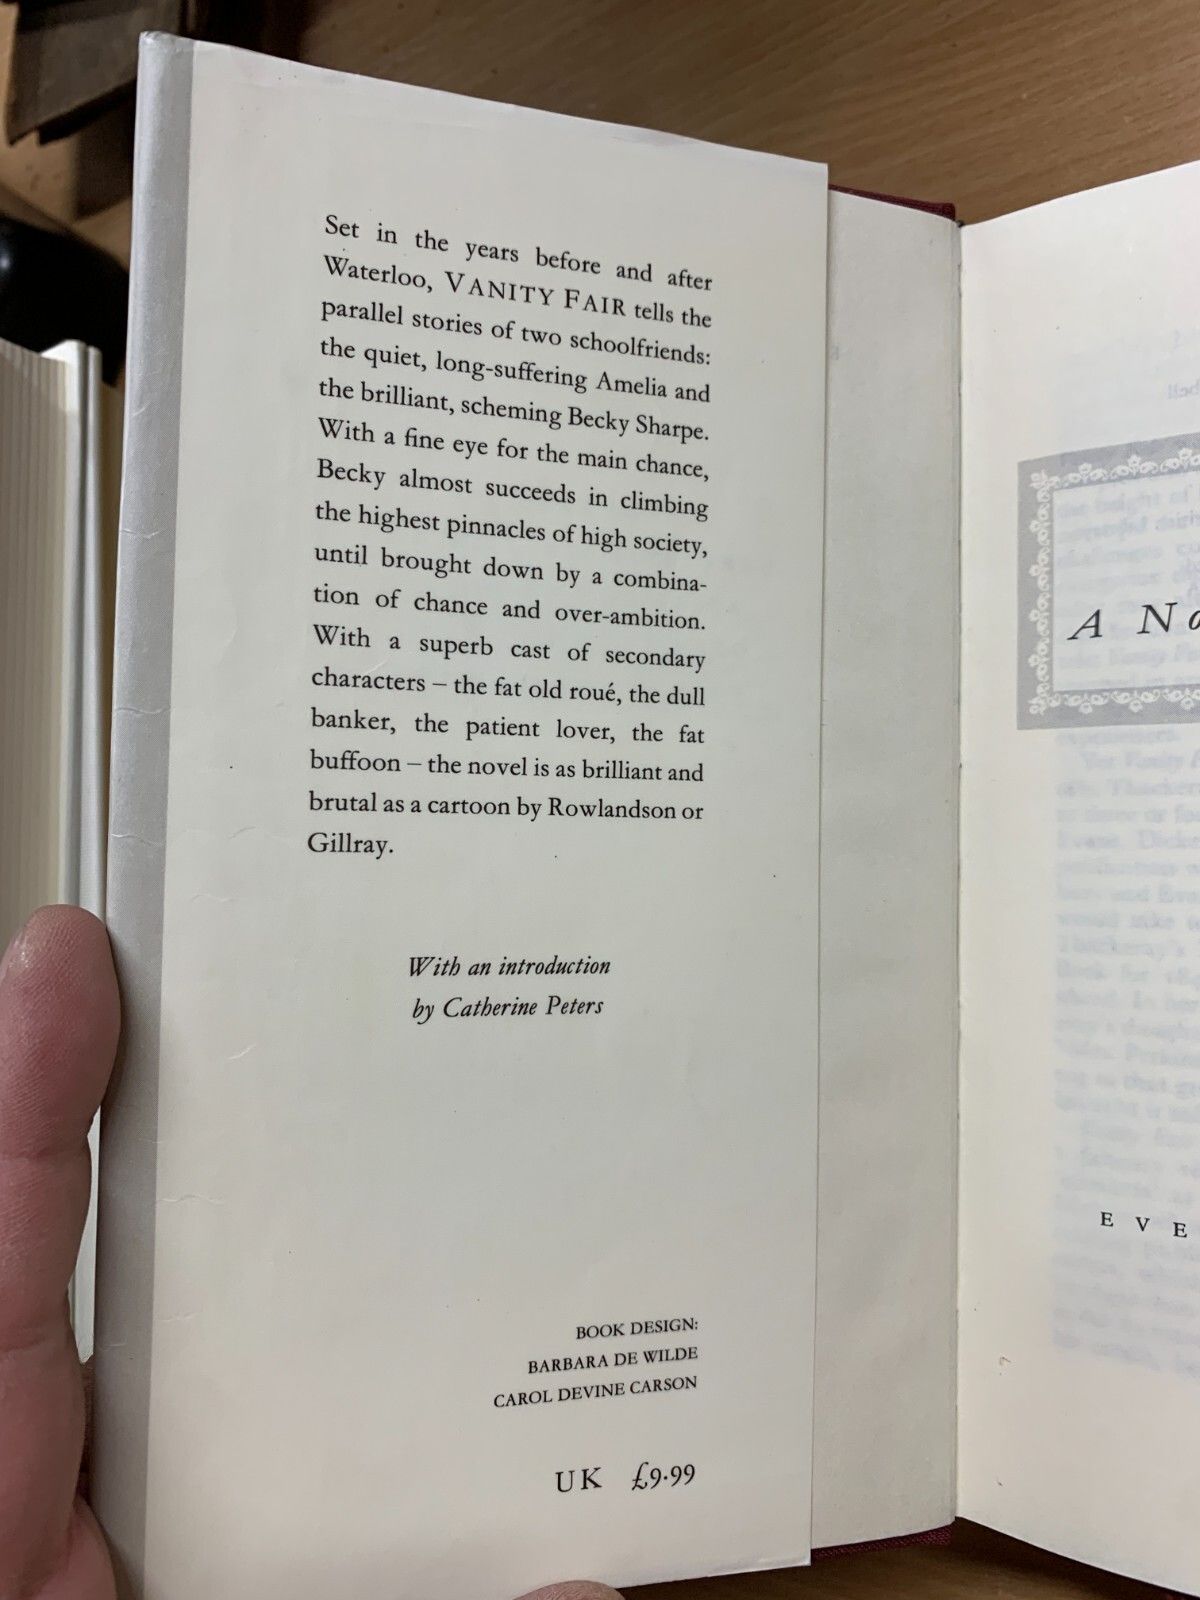 Set in the years before and after
Waterloo, VANITY FAIR tells the
parallel stories of two schoolfriends:
the quiet, long-suffering Amelia and
the brilliant, scheming Becky Sharpe.
With a fine eye for the main chance,
Becky almost succeeds in climbing
the highest pinnacles of high society,
until brought down by a combina-
tion of chance and over-ambition.
With a superb cast of secondary
characters – the fat old roué, the dull
banker, the patient lover, the fat
buffoon – the novel is as brilliant and
brutal as a cartoon by Rowlandson or
Gillray.
With an introduction
by Catherine Peters
BOOK DESIGN:
BARBARA DE WILDE
CAROL DEVINE CARSON
UK £9·99
A No
EVE